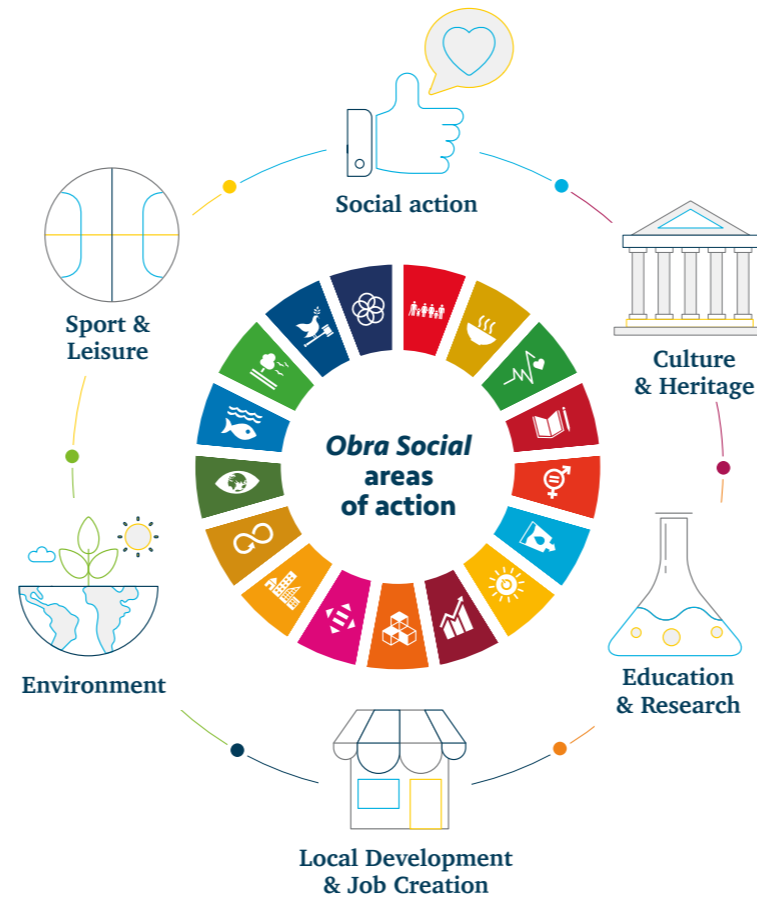 Social action
Sport &
Leisure
Culture
& Heritage
Obra Social
areas
of action
Environment
Education
& Research
Local Development
& Job Creation